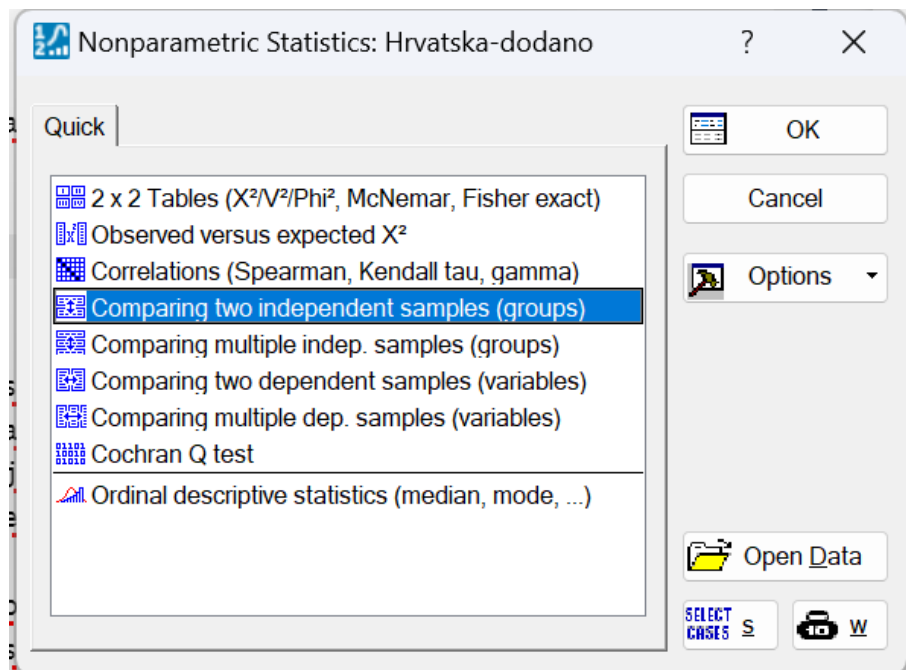 Nonparametric Statistics: Hrvatska-dodano ? X
Quick
2 x 2 Tables (X²/V²/Phi², McNemar, Fisher exact)
Observed versus expected X²
Correlations (Spearman, Kendall tau, gamma)
Comparing two independent samples (groups)
Comparing multiple indep. samples (groups)
Comparing two dependent samples (variables)
Comparing multiple dep. samples (variables)
Cochran Q test
Ordinal descriptive statistics (median, mode, ...)
OK
Cancel
Options
Open Data
SELECT CASES S
W